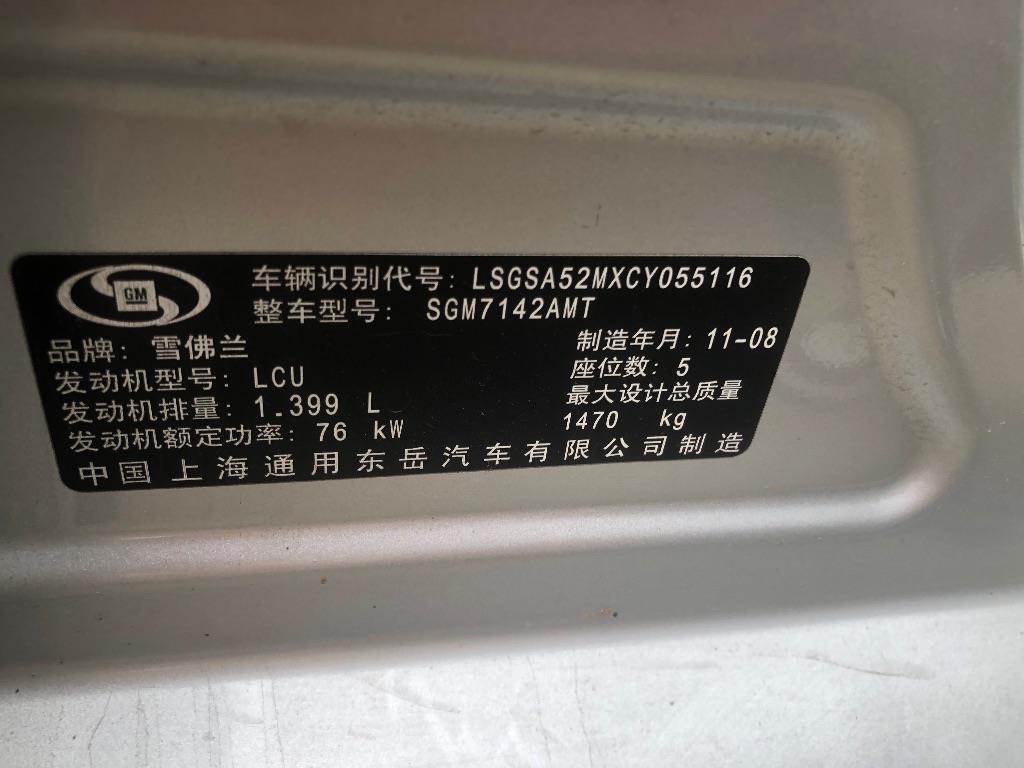 GM
车辆识别代号: LSGSA52MXCY055116
整车型号: SGM7142AMT
品牌: 雪佛兰
制造年月: 11-08
发动机型号: LCU
座位数: 5
发动机排量: 1.399 L
最大设计总质量
发动机额定功率: 76 kW
1470 kg
中国上海通用东岳汽车有限公司制造